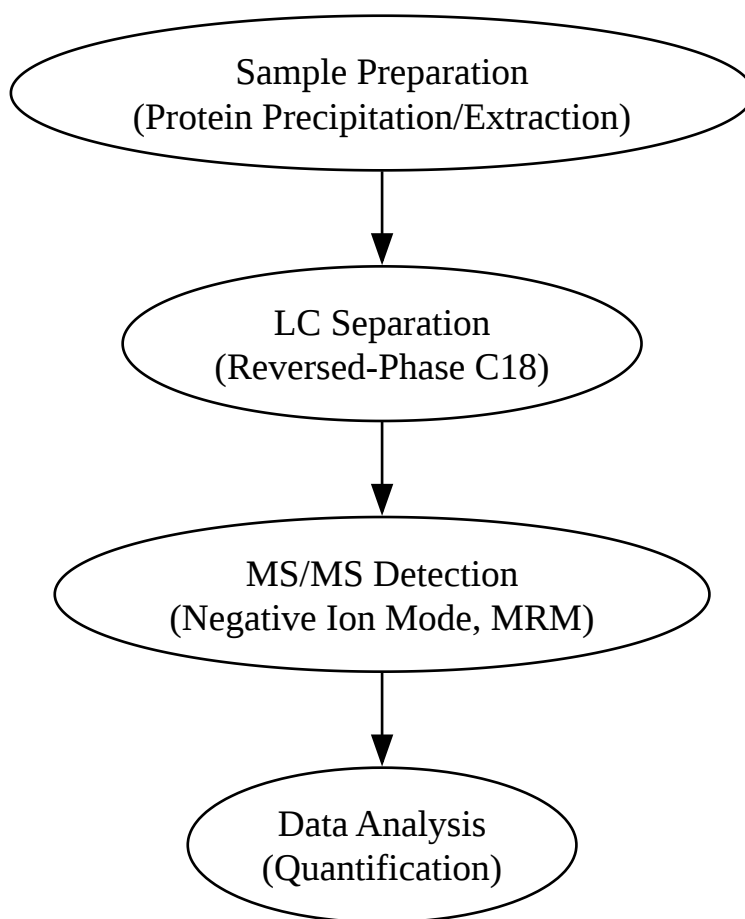 Sample Preparation
(Protein Precipitation/Extraction)
LC Separation
(Reversed-Phase C18)
MS/MS Detection
(Negative Ion Mode, MRM)
Data Analysis
(Quantification)